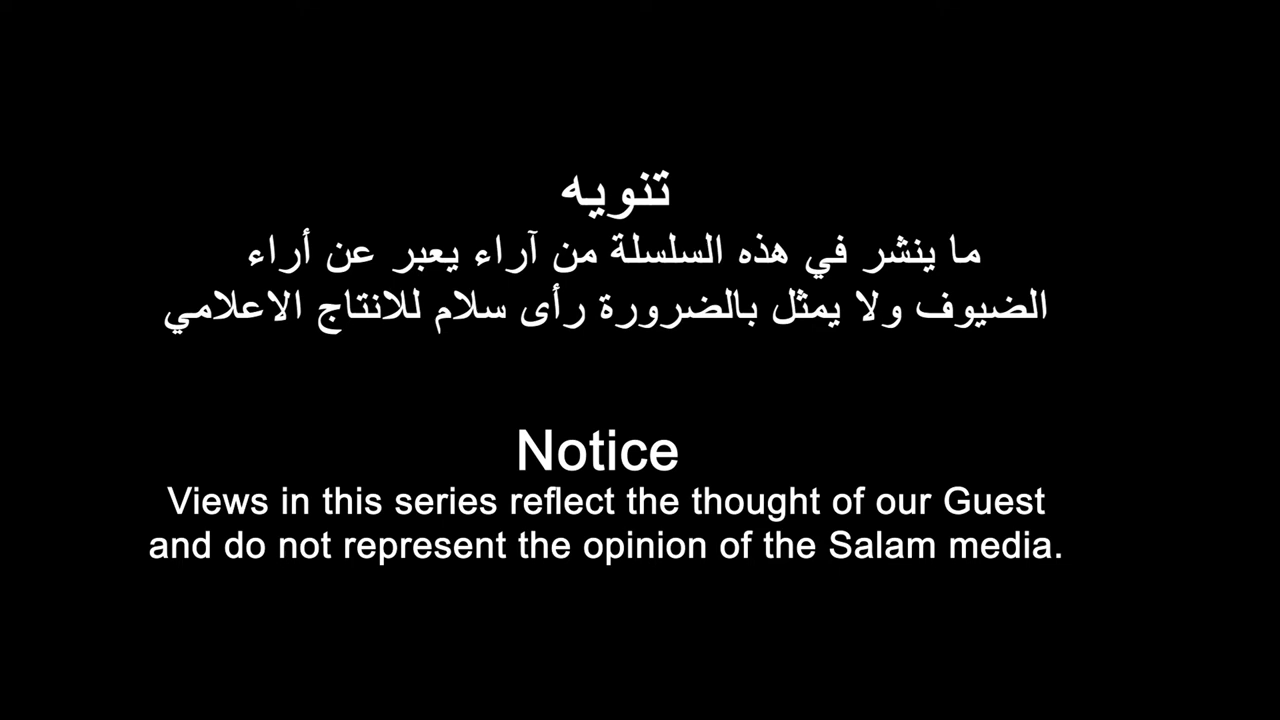 تنويه
ما ينشر في هذه السلسلة من آراء يعبر عن أراء
الضيوف ولا يمثل بالضرورة رأى سلام للانتاج الاعلامي
Notice
Views in this series reflect the thought of our Guest
and do not represent the opinion of the Salam media.